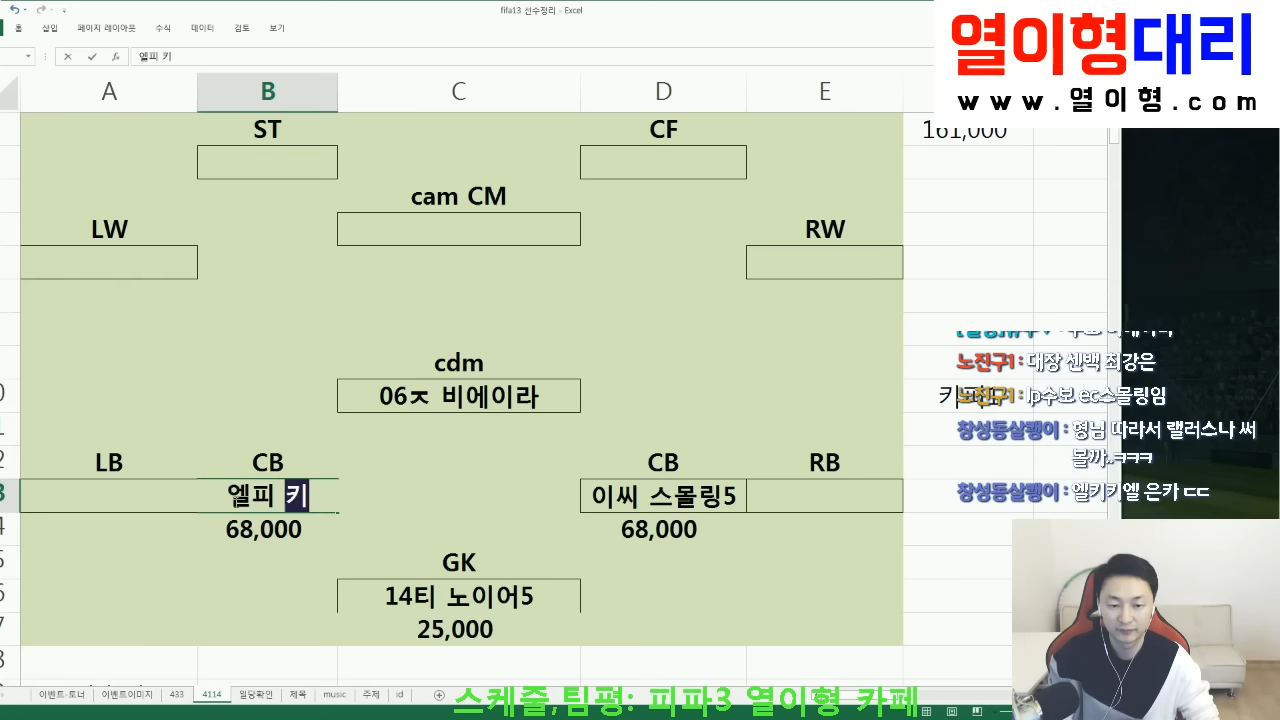 fifa13 선수정리 - Excel
홈 삽입 페이지 레이아웃 수식 데이터 검토 보기
엘피 키
열이형대리
www.열이형.com
A B C D E
ST CF 161,000
cam CM
LW RW
cdm
06ㅈ 비에이라
노진구1 : 대장 센백 최강은
노진구1 : lp수보 ec스몰링임
창성동살쾡이 : 형님 따라서 랠러스나 써
볼까..ㅋㅋㅋ
창성동살쾡이 : 엘키키엘 은카 ㄷㄷ
LB CB CB RB
엘피 키 이씨 스몰링5
68,000 68,000
GK
14티 노이어5
25,000
이벤트-토너 이벤트이미지 433 4114 일당확인 제목 music 주제 id
스케줄,팀평: 피파3 열이형 카페